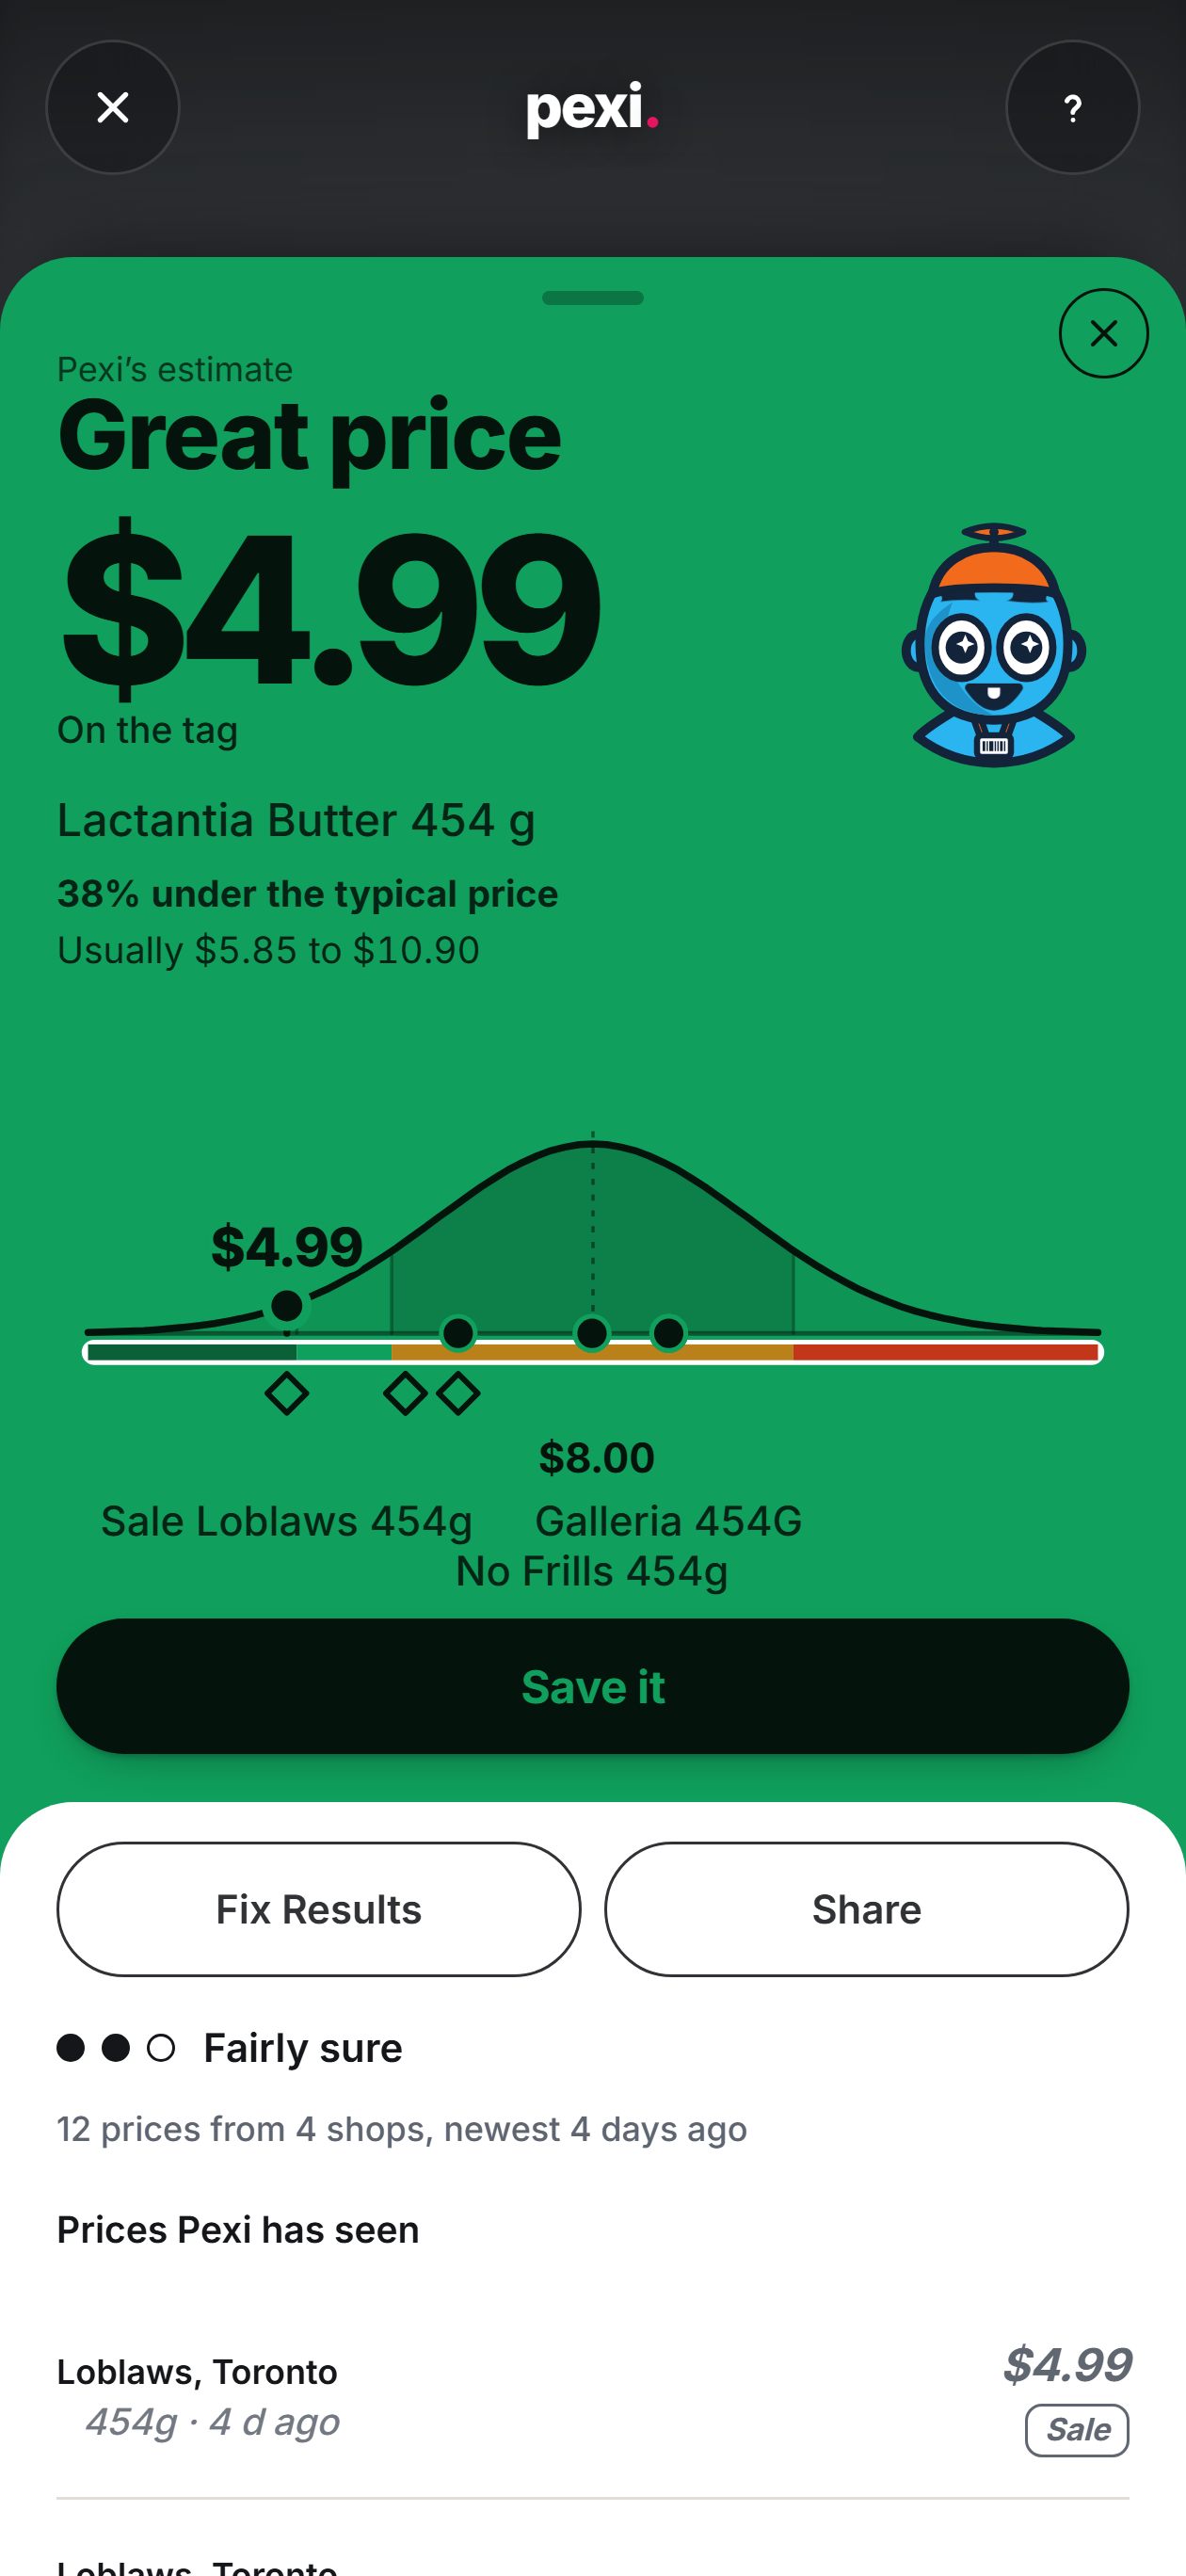 pexi.
?
Pexi’s estimate
Great price
$4.99
On the tag
Lactantia Butter 454 g
38% under the typical price
Usually $5.85 to $10.90
$4.99
$8.00
Sale Loblaws 454g
Galleria 454G
No Frills 454g
Save it
Fix Results
Share
Fairly sure
12 prices from 4 shops, newest 4 days ago
Prices Pexi has seen
Loblaws, Toronto
$4.99
454g · 4 d ago
Sale
Loblaws, Toronto